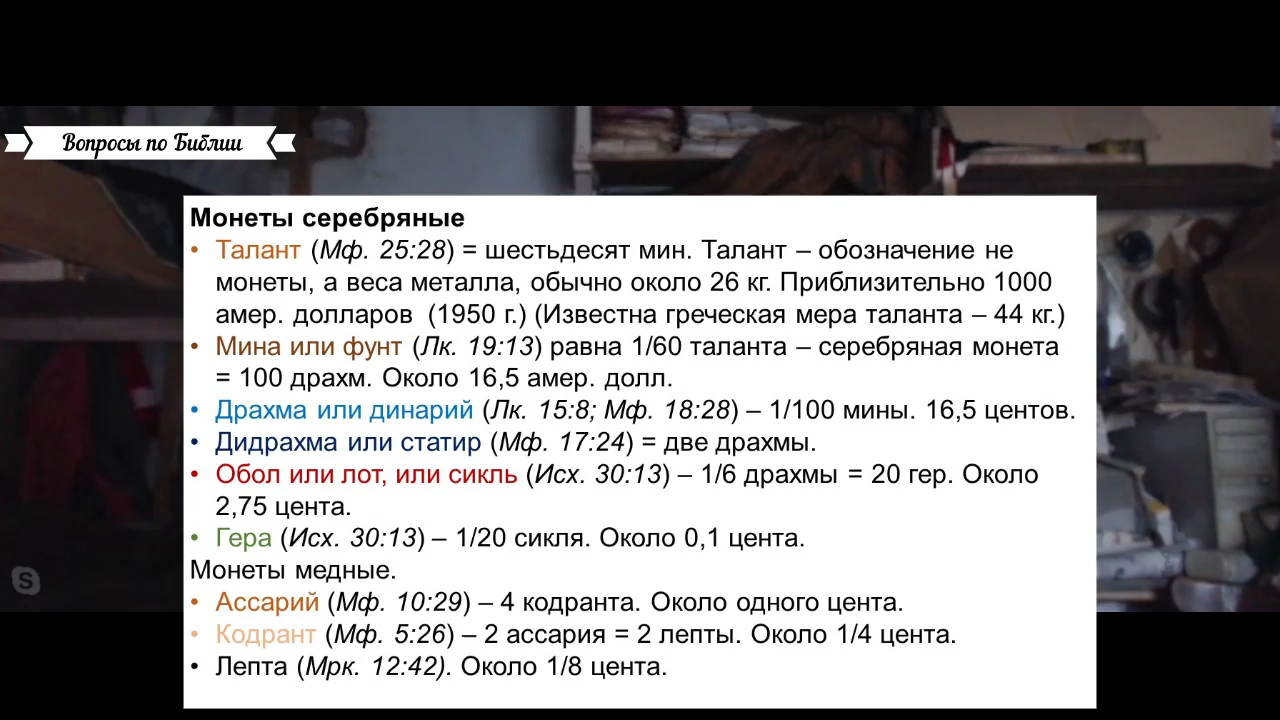 Вопросы по Библии
Монеты серебряные
• Талант (Мф. 25:28) = шестьдесят мин. Талант – обозначение не
монеты, а веса металла, обычно около 26 кг. Приблизительно 1000
амер. долларов (1950 г.) (Известна греческая мера таланта – 44 кг.)
• Мина или фунт (Лк. 19:13) равна 1/60 таланта – серебряная монета
= 100 драхм. Около 16,5 амер. долл.
• Драхма или динарий (Лк. 15:8; Мф. 18:28) – 1/100 мины. 16,5 центов.
• Дидрахма или статир (Мф. 17:24) = две драхмы.
• Обол или лот, или сикль (Исх. 30:13) – 1/6 драхмы = 20 гер. Около
2,75 цента.
• Гера (Исх. 30:13) – 1/20 сикля. Около 0,1 цента.
Монеты медные.
• Ассарий (Мф. 10:29) – 4 кодранта. Около одного цента.
• Кодрант (Мф. 5:26) – 2 ассария = 2 лепты. Около 1/4 цента.
• Лепта (Мрк. 12:42). Около 1/8 цента.
S